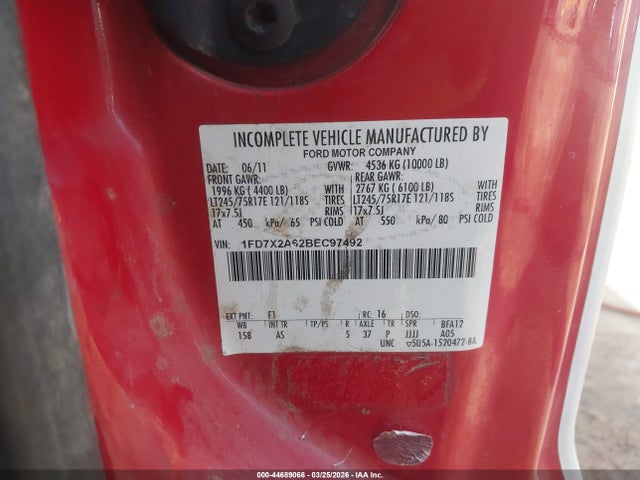 INCOMPLETE VEHICLE MANUFACTURED BY
FORD MOTOR COMPANY
DATE: 06/11 GVWR: 4536 KG (10000 LB)
FRONT GAWR: REAR GAWR:
1996 KG ( 4400 LB) WITH 2767 KG ( 6100 LB) WITH
LT245/75R17E 121/118S TIRES LT245/75R17E 121/118S TIRES
17x7.5J RIMS 17x7.5J RIMS
AT 450 kPa/ 65 PSI COLD AT 550 kPa/ 80 PSI COLD
VIN: 1FD7X2A62BEC97492
EXT PNT: F1 RC: 16 DSO:
WB INT TR TP/PS R AXLE TR SPR BFA12
158 AS 5 37 P JJJJ A05
UNC ▽5U5A-1520472-BA
000-44689066 - 03/25/2026 - IAA Inc.